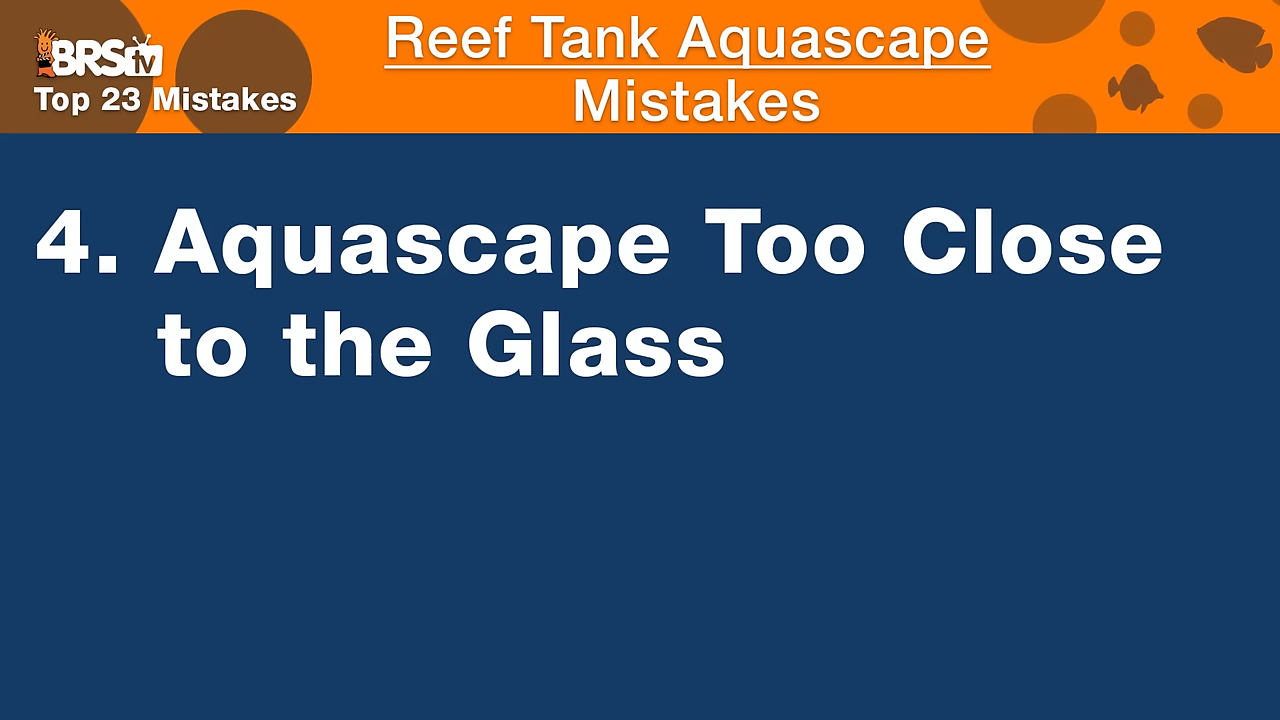 BRStv
Top 23 Mistakes
Reef Tank Aquascape
Mistakes
4. Aquascape Too Close
to the Glass